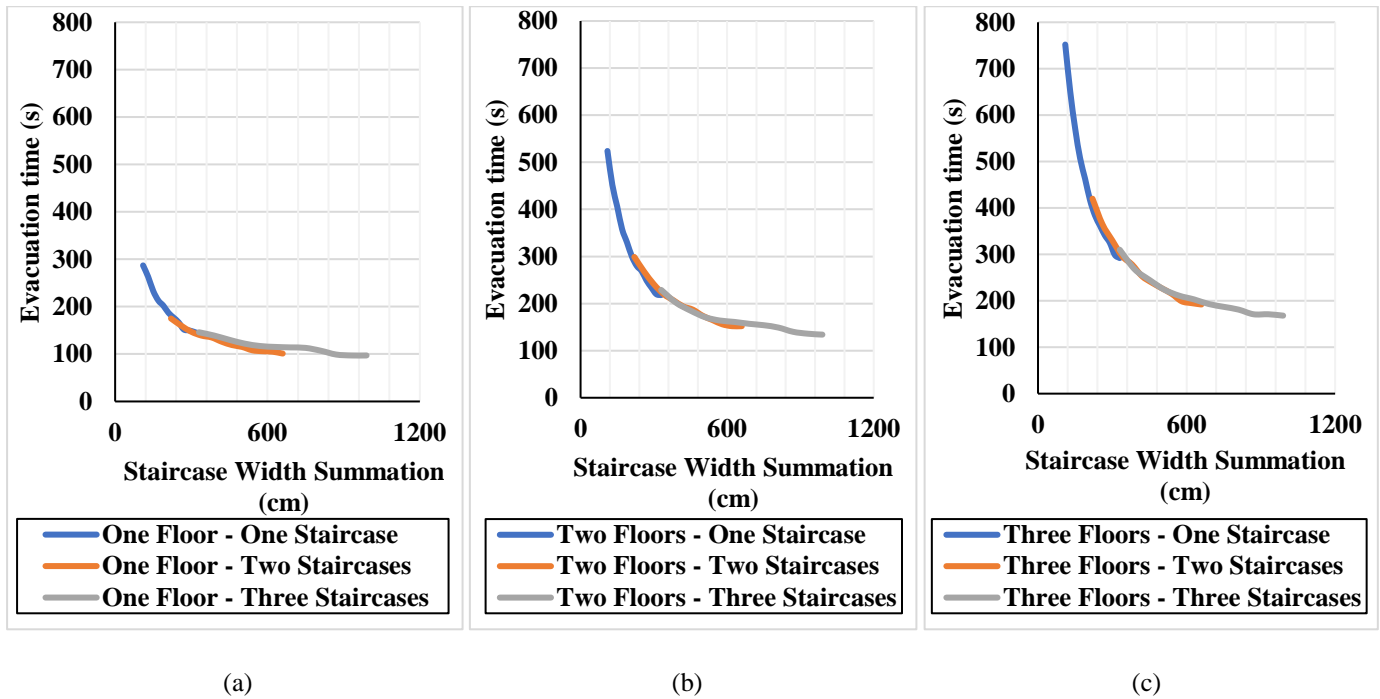 800
700
600
500
400
300
200
100
0
Evacuation time (s)
0 600 1200
Staircase Width Summation
(cm)
One Floor - One Staircase
One Floor - Two Staircases
One Floor - Three Staircases
(a)
800
700
600
500
400
300
200
100
0
Evacuation time (s)
0 600 1200
Staircase Width Summation
(cm)
Two Floors - One Staircase
Two Floors - Two Staircases
Two Floors - Three Staircases
(b)
800
700
600
500
400
300
200
100
0
Evacuation time (s)
0 600 1200
Staircase Width Summation
(cm)
Three Floors - One Staircase
Three Floors - Two Staircases
Three Floors - Three Staircases
(c)